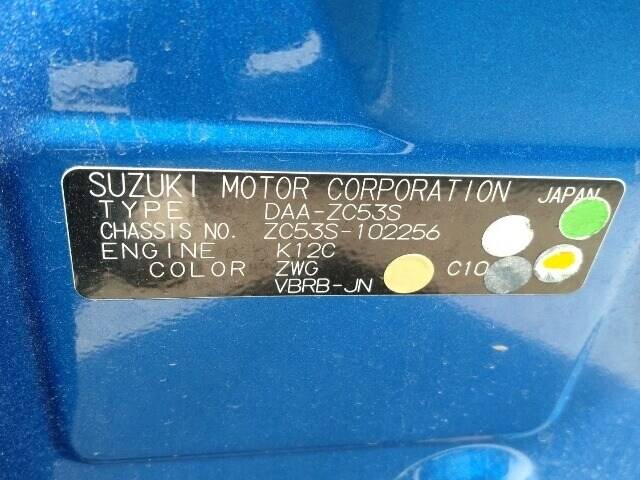 SUZUKI MOTOR CORPORATION JAPAN
TYPE DAA-ZC53S
CHASSIS NO. ZC53S-102256
ENGINE K12C
COLOR ZWG C10
VBRB-JN